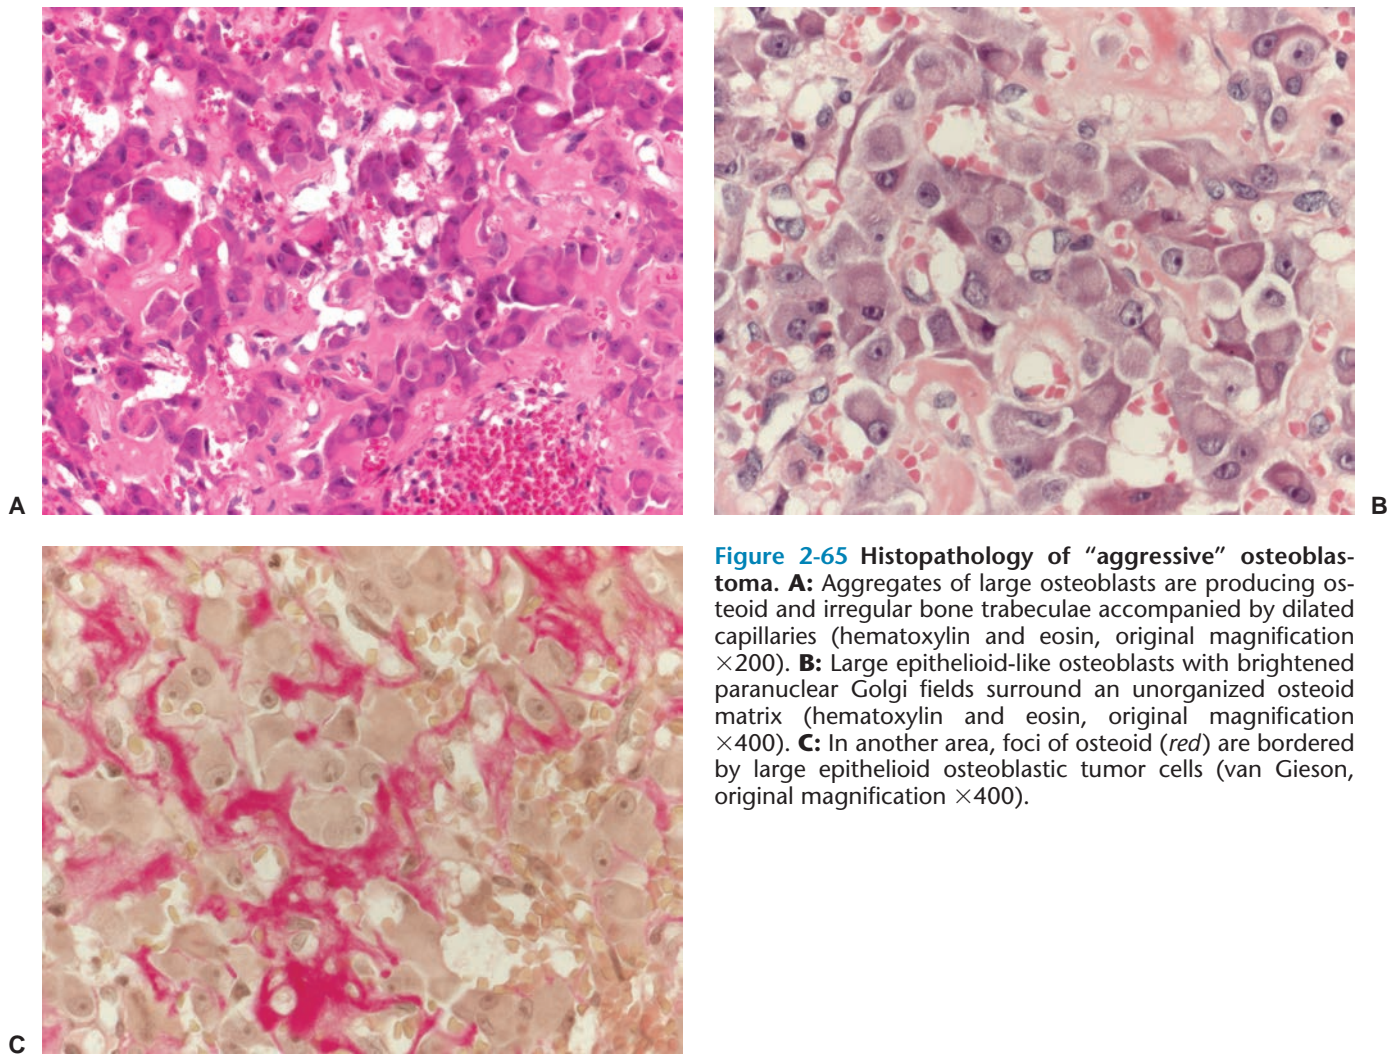 A
B
Figure 2-65 Histopathology of “aggressive” osteoblas-
toma. A: Aggregates of large osteoblasts are producing os-
teoid and irregular bone trabeculae accompanied by dilated
capillaries (hematoxylin and eosin, original magnification
×200). B: Large epithelioid-like osteoblasts with brightened
paranuclear Golgi fields surround an unorganized osteoid
matrix (hematoxylin and eosin, original magnification
×400). C: In another area, foci of osteoid (red) are bordered
by large epithelioid osteoblastic tumor cells (van Gieson,
original magnification ×400).
C